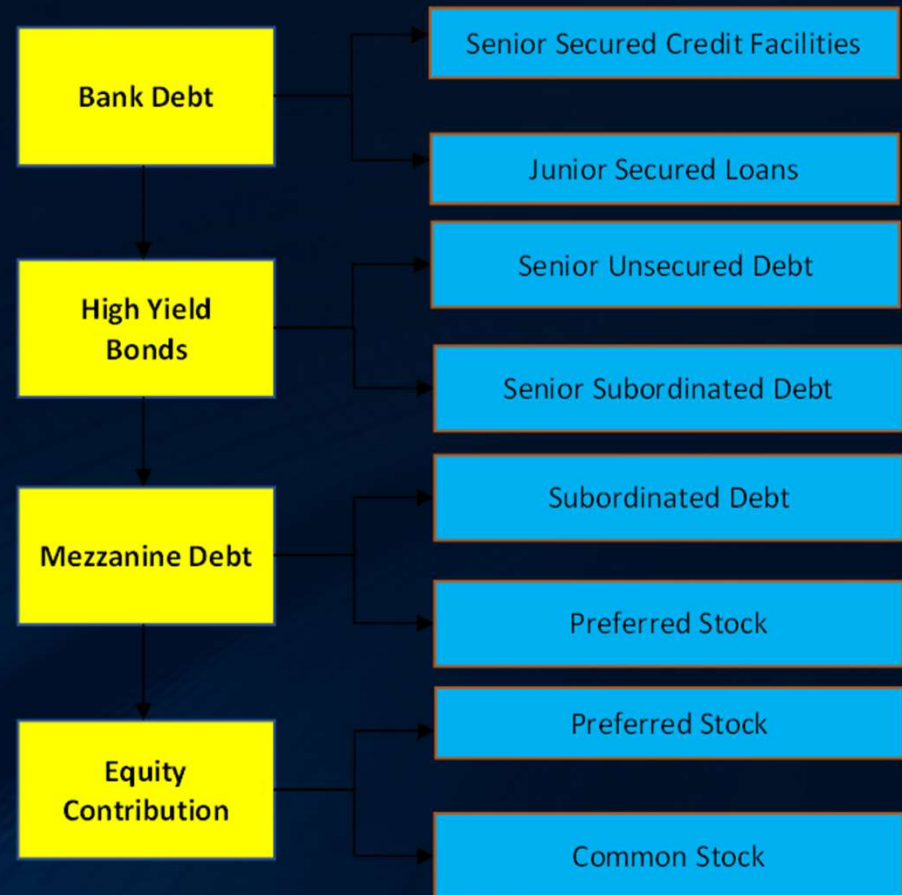 Bank Debt
Senior Secured Credit Facilities
Junior Secured Loans
High Yield
Bonds
Senior Unsecured Debt
Senior Subordinated Debt
Mezzanine Debt
Subordinated Debt
Preferred Stock
Equity
Contribution
Preferred Stock
Common Stock